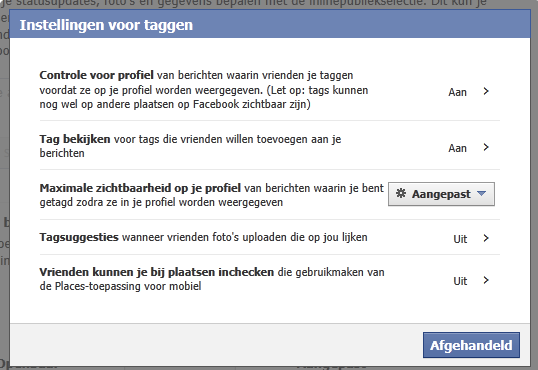 je statusupdates, foto's en gegevens bepalen met de inlinepubliekselectie. Dit kun je
Instellingen voor taggen
Controle voor profiel van berichten waarin vrienden je taggen
voordat ze op je profiel worden weergegeven. (Let op: tags kunnen
nog wel op andere plaatsen op Facebook zichtbaar zijn)
Aan
Tag bekijken voor tags die vrienden willen toevoegen aan je
berichten
Aan
Maximale zichtbaarheid op je profiel van berichten waarin je bent
getagd zodra ze in je profiel worden weergegeven
Aangepast
Tagsuggesties wanneer vrienden foto's uploaden die op jou lijken
Uit
Vrienden kunnen je bij plaatsen inchecken die gebruikmaken van
de Places-toepassing voor mobiel
Uit
Afgehandeld